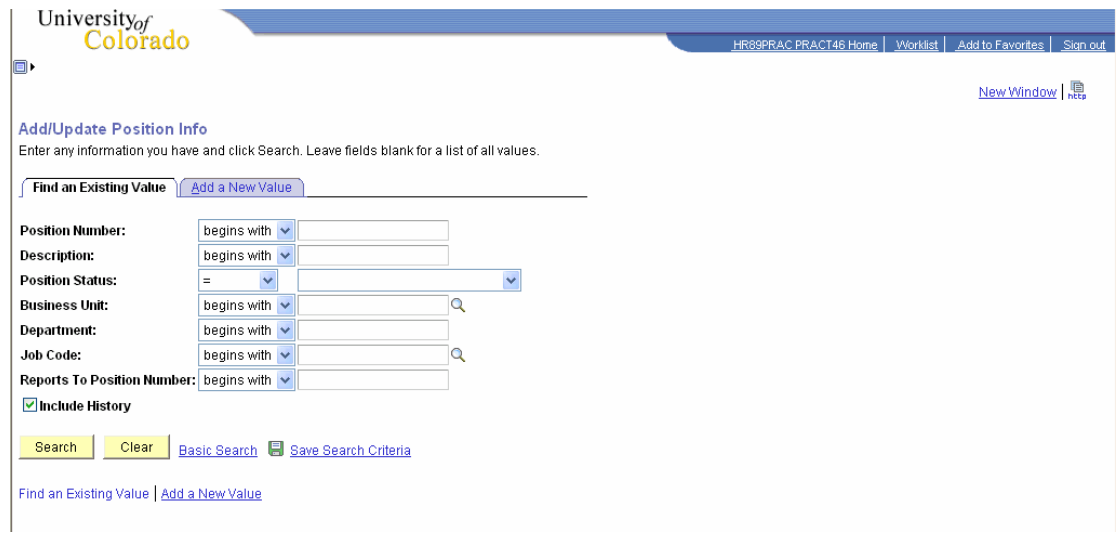 University of
Colorado
HR89PRAC PRACT46 Home | Worklist | Add to Favorites | Sign out
New Window | http
Add/Update Position Info
Enter any information you have and click Search. Leave fields blank for a list of all values.
Find an Existing Value Add a New Value
Position Number: begins with
Description: begins with
Position Status: =
Business Unit: begins with
Department: begins with
Job Code: begins with
Reports To Position Number: begins with
Include History
Search Clear Basic Search Save Search Criteria
Find an Existing Value | Add a New Value